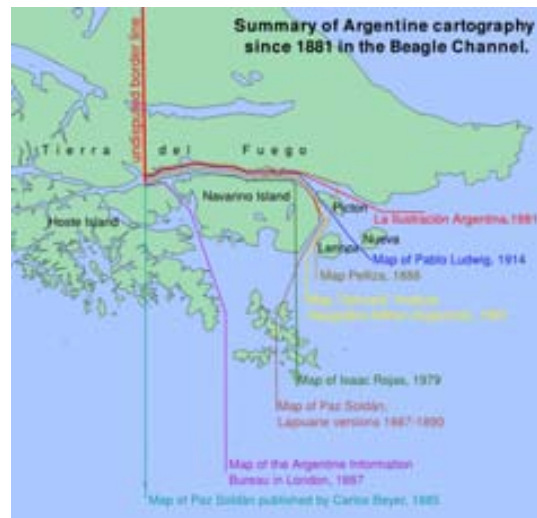 Summary of Argentine cartography
since 1881 in the Beagle Channel.
undisputed border line
Tierra del Fuego
Navarino Island
Hoste Island
Picton
La Ilustración Argentina, 1881
Nueva
Lennox
Map of Pablo Ludwig, 1914
Map Pelliza, 1888
Map
Map of Isaac Rojas, 1979
Map of Paz Soldán,
Lajouane versions 1887-1890
Map of the Argentine Information
Bureau in London, 1887
Map of Paz Soldán published by Carlos Beyer, 1885